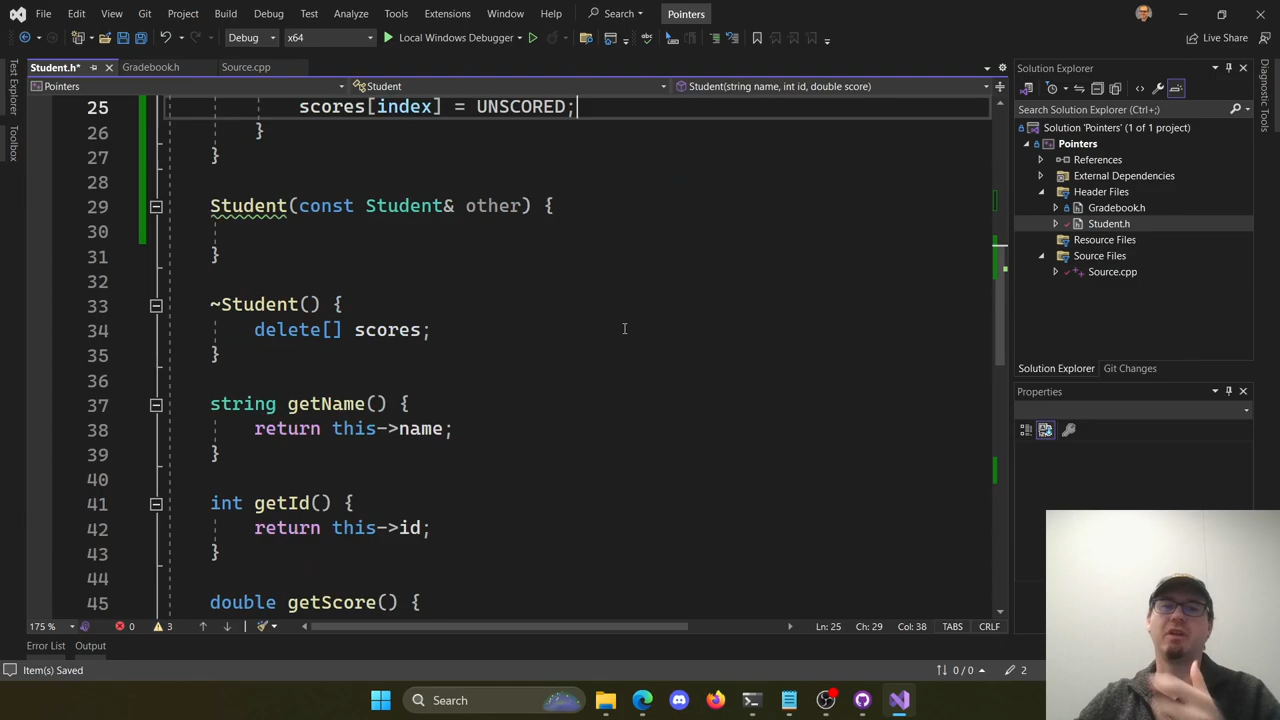 File Edit View Git Project Build Debug Test Analyze Tools Extensions Window Help Search Pointers
Debug x64 Local Windows Debugger Live Share
Test Explorer
Toolbox
Student.h* Gradebook.h Source.cpp
Pointers Student Student(string name, int id, double score)
25 scores[index] = UNSCORED;
26 }
27 }
28
29 Student(const Student& other) {
30
31 }
32
33 ~Student() {
34 delete[] scores;
35 }
36
37 string getName() {
38 return this->name;
39 }
40
41 int getId() {
42 return this->id;
43 }
44
45 double getScore() {
175 % 0 3 Ln: 25 Ch: 29 Col: 38 TABS CRLF
Error List Output
Item(s) Saved 0 / 0 2
Solution Explorer
Search Solution Explorer (Ctrl+;)
Solution 'Pointers' (1 of 1 project)
Pointers
References
External Dependencies
Header Files
Gradebook.h
Student.h
Resource Files
Source Files
Source.cpp
Solution Explorer Git Changes
Properties
Diagnostic Tools
Search